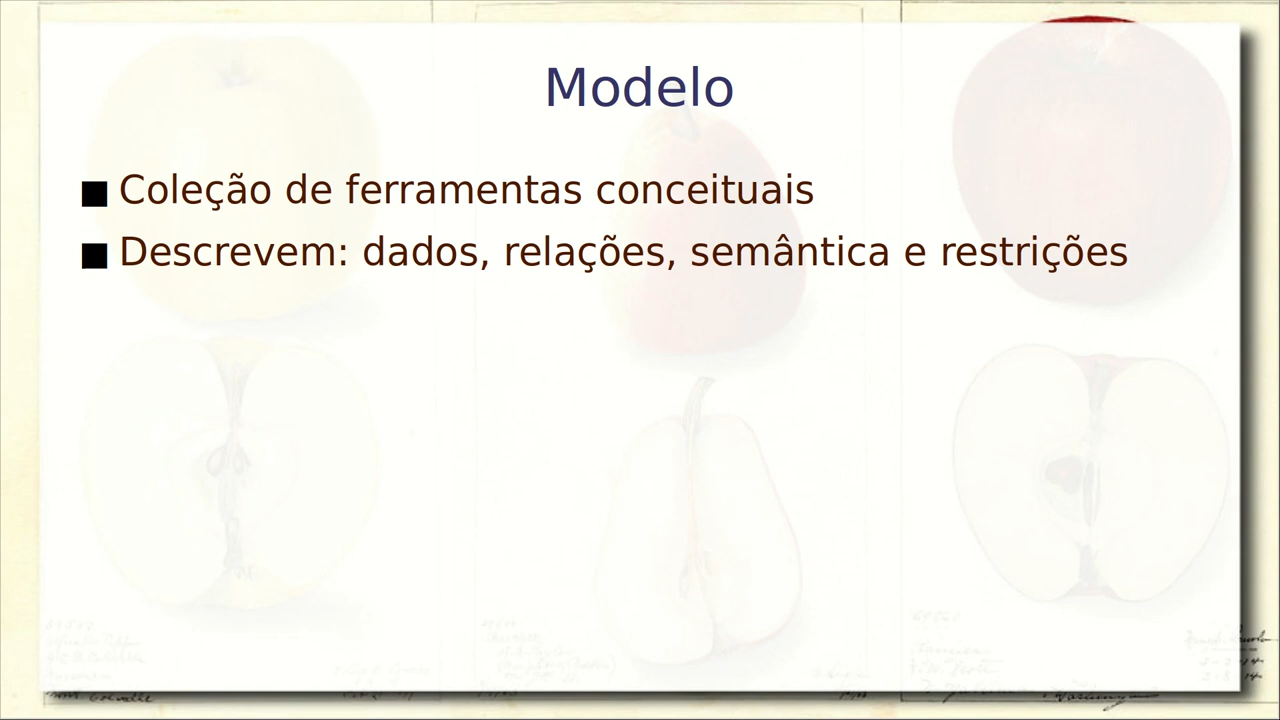 Modelo
■ Coleção de ferramentas conceituais
■ Descrevem: dados, relações, semântica e restrições